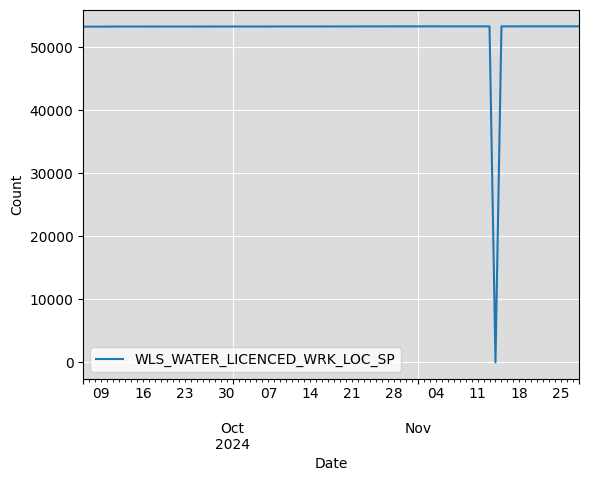 50000
40000
30000
20000
10000
0
Count
WLS_WATER_LICENCED_WRK_LOC_SP
09 16 23 30 07 14 21 28 04 11 18 25
Oct Nov
2024
Date